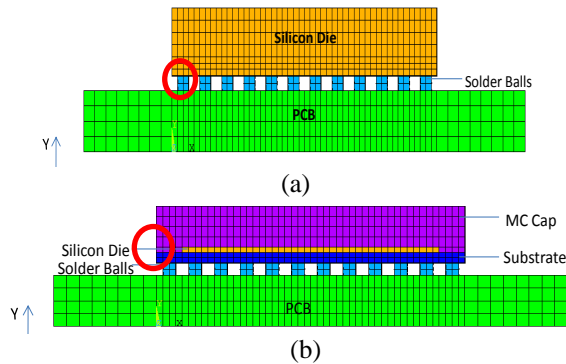 Silicon Die
Solder Balls
PCB
Y
X
(a)
MC Cap
Silicon Die
Substrate
Solder Balls
PCB
Y
X
(b)